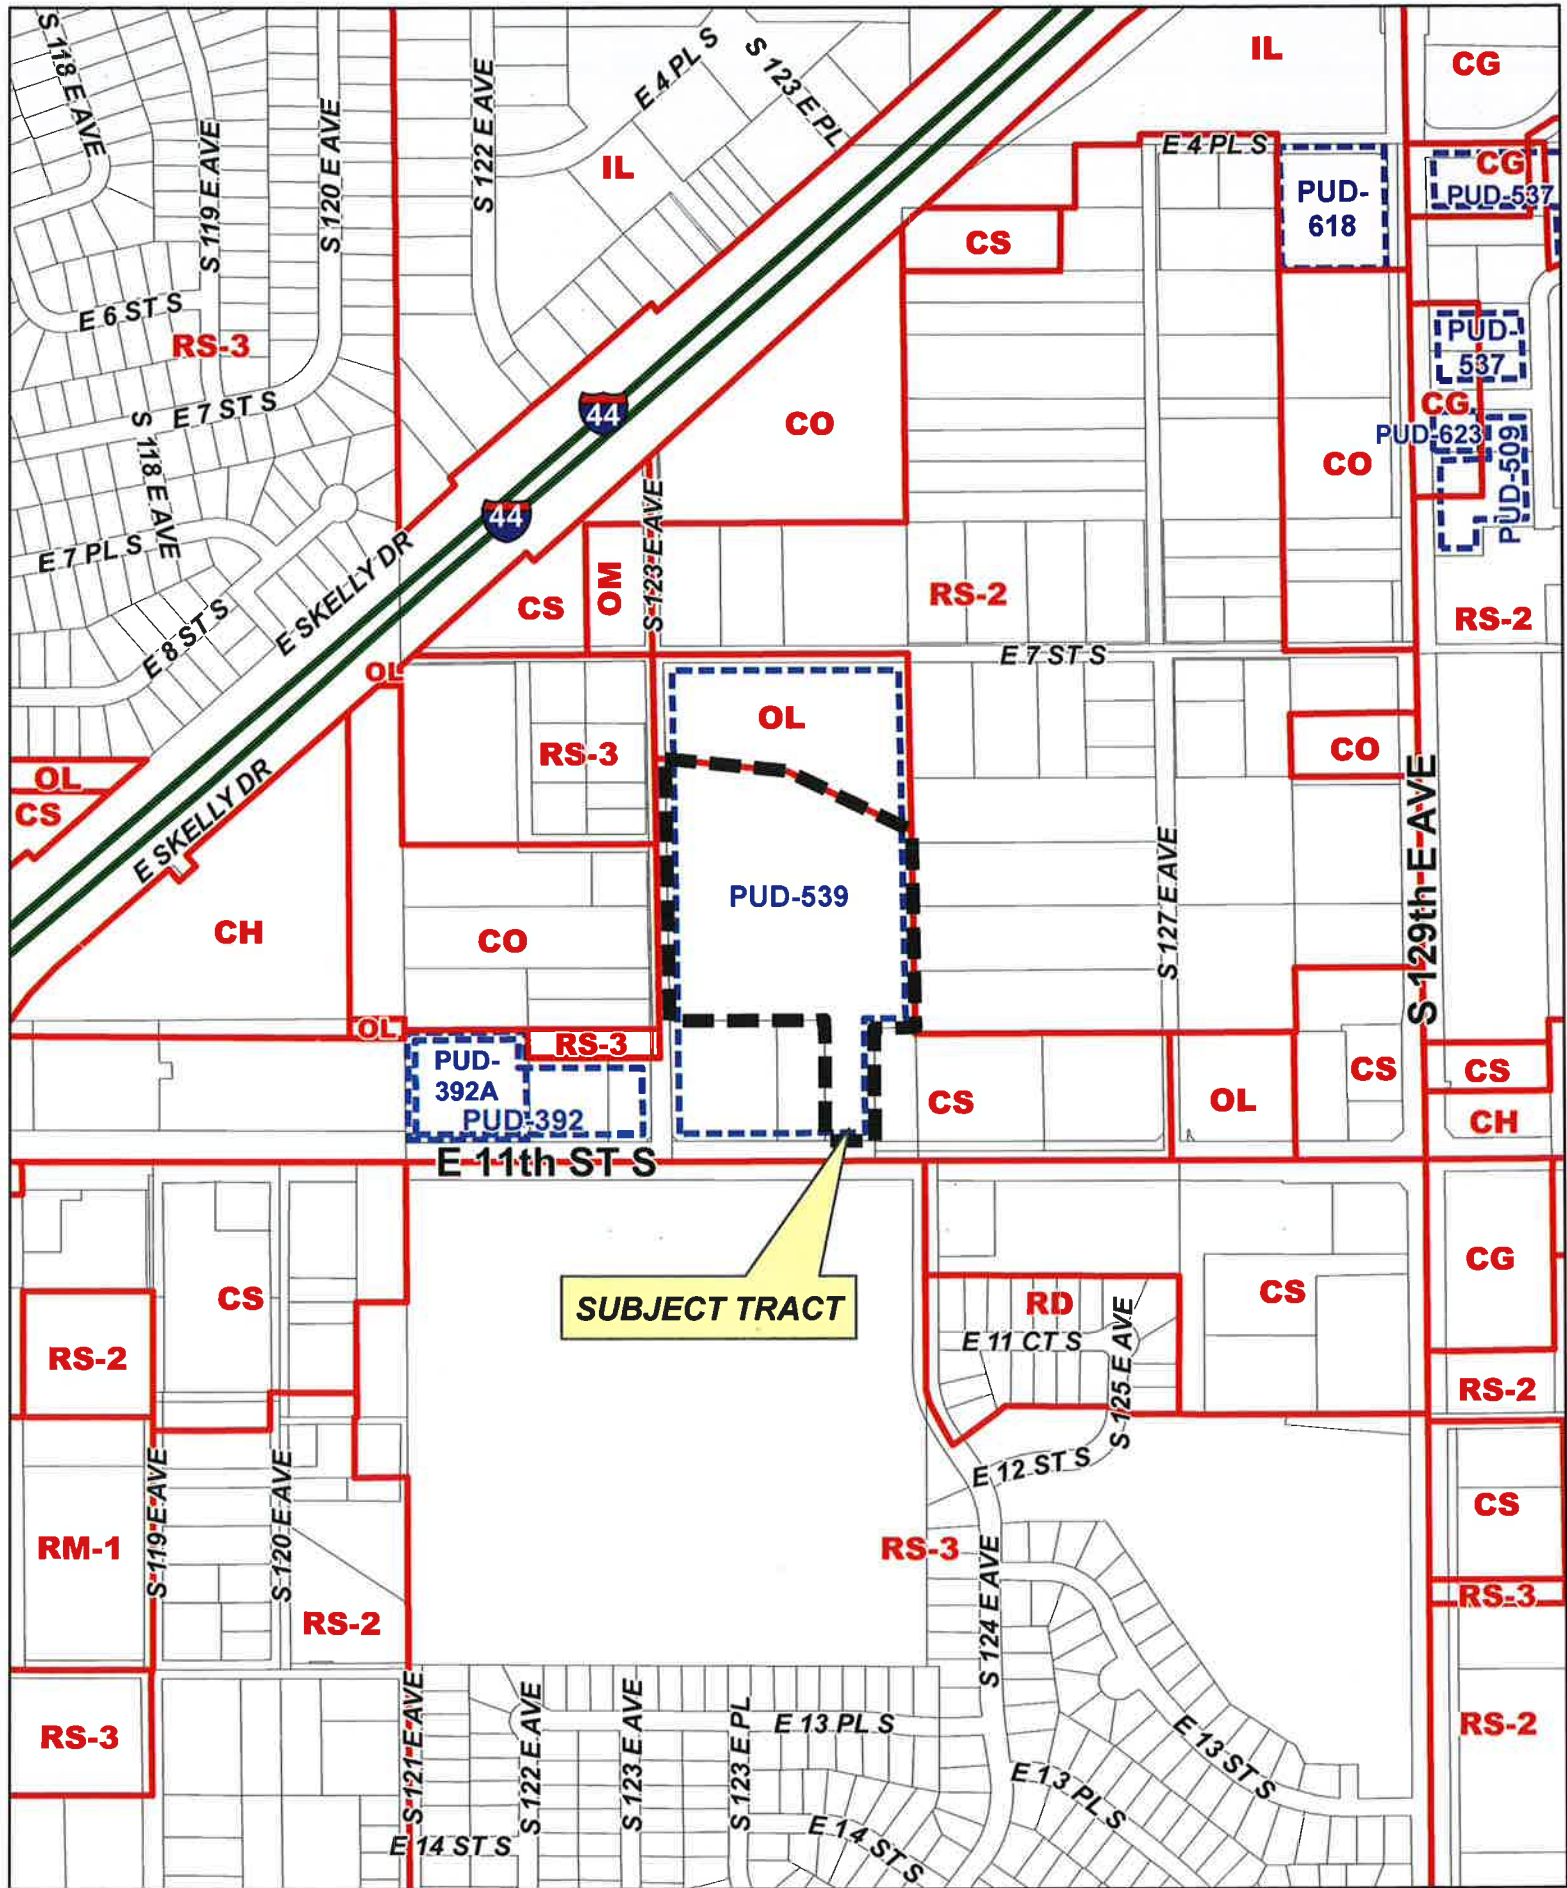 S 118 E AVE
S 119 E AVE
S 120 E AVE
S 122 E AVE
E 4 PL S
S 123 E PL
IL
IL
CG
E 4 PL S
PUD-
618
CG
PUD-537
CS
E 6 ST S
RS-3
E 7 ST S
S 118 E AVE
E 7 PL S
E 8 ST S
E SKELLY DR
44
44
CO
CO
PUD-
537
CG
PUD-623
PUD-509
CS
OM
S 123 E AVE
RS-2
RS-2
E 7 ST S
OL
OL
RS-3
CO
OL
CS
E SKELLY DR
PUD-539
S 127 E AVE
S 129th E AVE
CH
CO
OL
RS-3
PUD-
392A
PUD-392
CS
OL
CS
CS
CH
E 11th ST S
SUBJECT TRACT
CS
RS-2
RD
E 11 CT S
S 125 E AVE
CS
CG
RS-2
E 12 ST S
CS
RM-1
S 119 E AVE
S 120 E AVE
RS-2
RS-3
S 124 E AVE
RS-3
RS-3
S 121 E AVE
S 122 E AVE
S 123 E AVE
S 123 E PL
E 13 PL S
E 13 ST S
E 13 PL S
RS-2
E 14 ST S
E 14 ST S